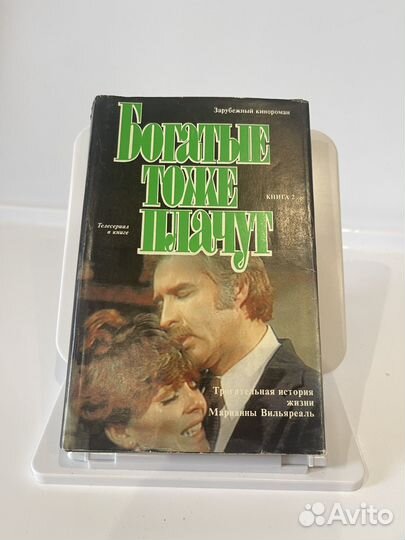 Зарубежный кинороман
Богатые
тоже
КНИГА 2
Телесериал
в книге
плачут
Трогательная история
жизни
Марианны Вильяреаль
Avito